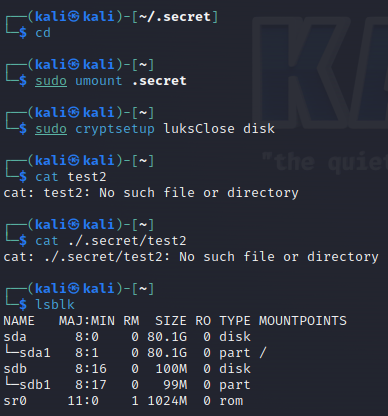 ┌──(kali㉿kali)-[~/.secret]
└─$ cd
┌──(kali㉿kali)-[~]
└─$ sudo umount .secret
┌──(kali㉿kali)-[~]
└─$ sudo cryptsetup luksClose disk
"the quie
┌──(kali㉿kali)-[~]
└─$ cat test2
cat: test2: No such file or directory
┌──(kali㉿kali)-[~]
└─$ cat ./.secret/test2
cat: ./.secret/test2: No such file or directory
┌──(kali㉿kali)-[~]
└─$ lsblk
NAME   MAJ:MIN RM  SIZE RO TYPE MOUNTPOINTS
sda      8:0    0 80.1G  0 disk
└─sda1   8:1    0 80.1G  0 part /
sdb      8:16   0  100M  0 disk
└─sdb1   8:17   0   99M  0 part
sr0     11:0    1 1024M  0 rom